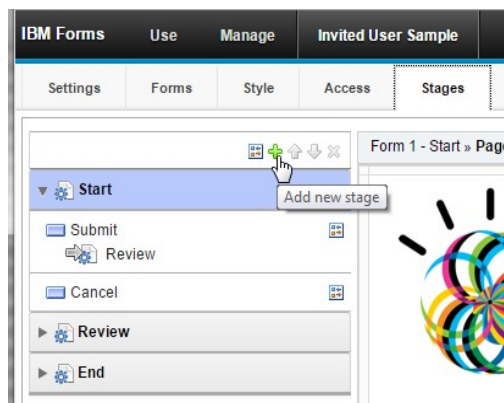 IBM Forms Use Manage Invited User Sample
Settings Forms Style Access Stages
Form 1 - Start » Page
Start
Add new stage
Submit
Review
Cancel
Review
End